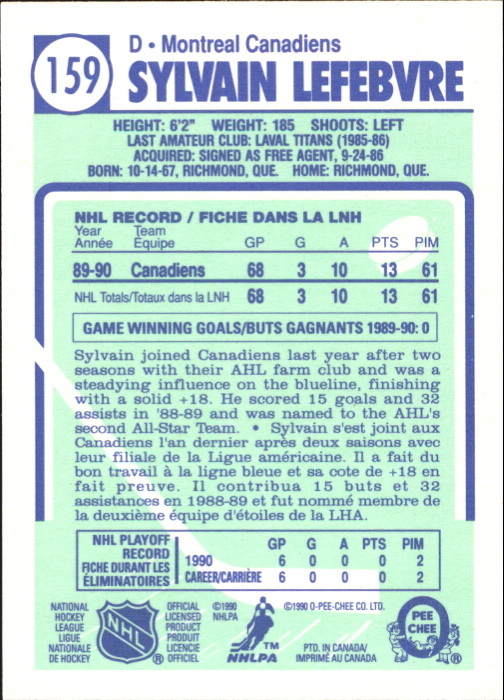 159
D • Montreal Canadiens
SYLVAIN LEFEBVRE
HEIGHT: 6'2" WEIGHT: 185 SHOOTS: LEFT
LAST AMATEUR CLUB: LAVAL TITANS (1985-86)
ACQUIRED: SIGNED AS FREE AGENT, 9-24-86
BORN: 10-14-67, RICHMOND, QUE. HOME: RICHMOND, QUE.
NHL RECORD / FICHE DANS LA LNH
Year Team
Année Équipe GP G A PTS PIM
89-90 Canadiens 68 3 10 13 61
NHL Totals/Totaux dans la LNH 68 3 10 13 61
GAME WINNING GOALS/BUTS GAGNANTS 1989-90: 0
Sylvain joined Canadiens last year after two
seasons with their AHL farm club and was a
steadying influence on the blueline, finishing
with a solid +18. He scored 15 goals and 32
assists in '88-89 and was named to the AHL's
second All-Star Team. • Sylvain s'est joint aux
Canadiens l'an dernier après deux saisons avec
leur filiale de la Ligue américaine. Il a fait du
bon travail à la ligne bleue et sa cote de +18 en
fait preuve. Il contribua 15 buts et 32
assistances en 1988-89 et fut nommé membre de
la deuxième équipe d'étoiles de la LHA.
NHL PLAYOFF
RECORD
FICHE DURANT LES
ÉLIMINATOIRES
GP G A PTS PIM
1990 6 0 0 0 2
CAREER/CARRIÈRE 6 0 0 0 2
NATIONAL
HOCKEY
LEAGUE
LIGUE
NATIONALE
DE HOCKEY
NHL
®
OFFICIAL
LICENSED
PRODUCT
PRODUIT
LICENCIE
OFFICIEL
©1990
NHLPA
TM
NHLPA
©1990 O-PEE-CHEE CO. LTD.
PTD. IN CANADA/
IMPRIMÉ AU CANADA
O
PEE
CHEE
®